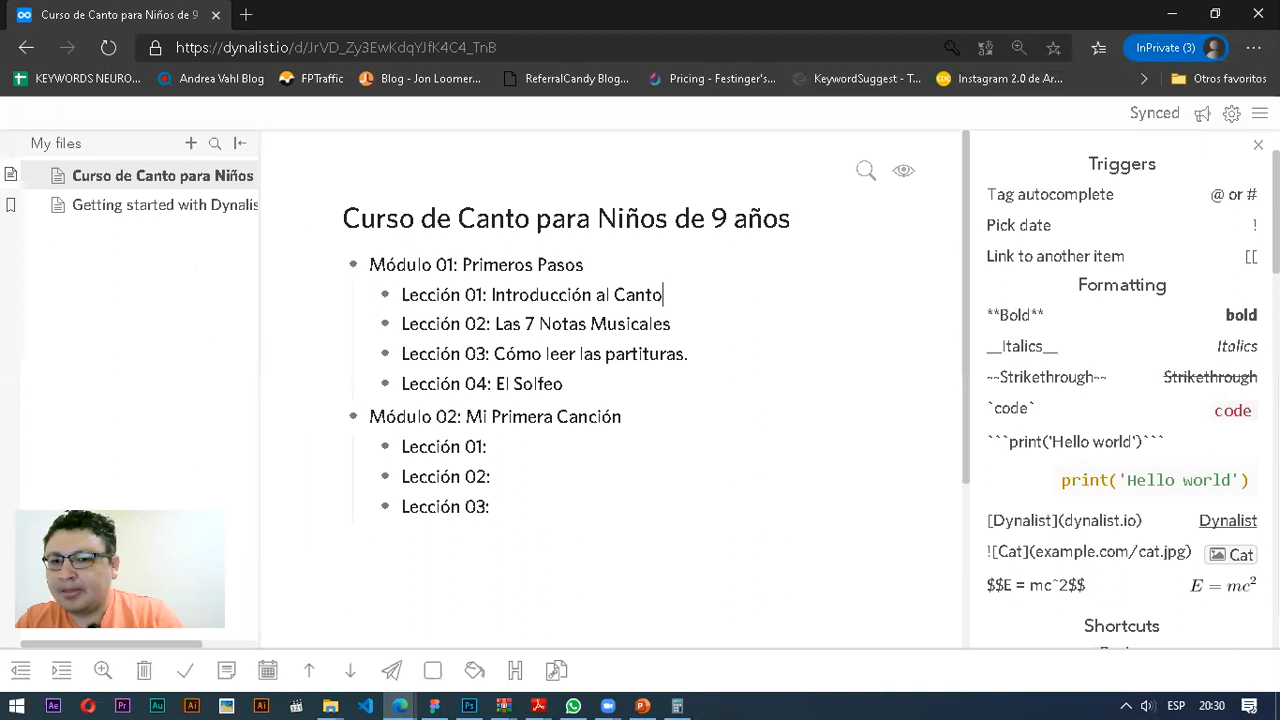 Curso de Canto para Niños de 9
https://dynalist.io/d/JrVD_Zy3EwKdqYJfK4C4_TnB
InPrivate (3)
KEYWORDS NEURO...
Andrea Vahl Blog
FPTraffic
Blog - Jon Loomer...
ReferralCandy Blog...
Pricing - Festinger's...
KeywordSuggest - T...
Instagram 2.0 de Ar...
Otros favoritos
Synced
My files
Curso de Canto para Niños
Getting started with Dynalis
Curso de Canto para Niños de 9 años
Módulo 01: Primeros Pasos
Lección 01: Introducción al Canto
Lección 02: Las 7 Notas Musicales
Lección 03: Cómo leer las partituras.
Lección 04: El Solfeo
Módulo 02: Mi Primera Canción
Lección 01:
Lección 02:
Lección 03:
Triggers
Tag autocomplete @ or #
Pick date !
Link to another item [[
Formatting
**Bold** bold
__Italics__ Italics
~~Strikethrough~~ Strikethrough
`code` code
```print('Hello world')```
print('Hello world')
[Dynalist](dynalist.io) Dynalist
![Cat](example.com/cat.jpg) Cat
$$E = mc^2$$ E = mc²
Shortcuts
ESP 20:30